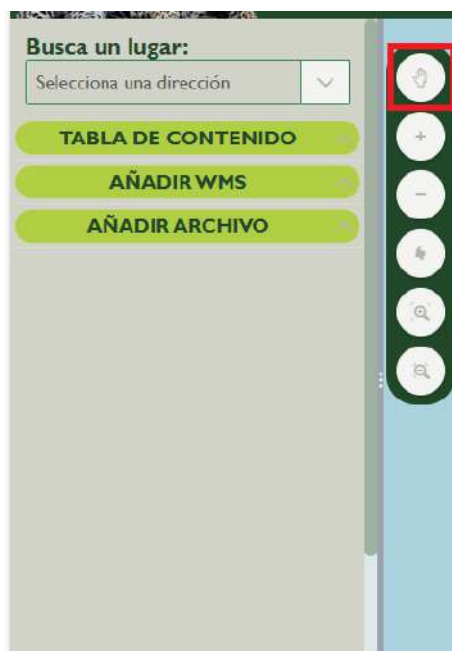 Busca un lugar:
Selecciona una dirección
TABLA DE CONTENIDO
AÑADIR WMS
AÑADIR ARCHIVO